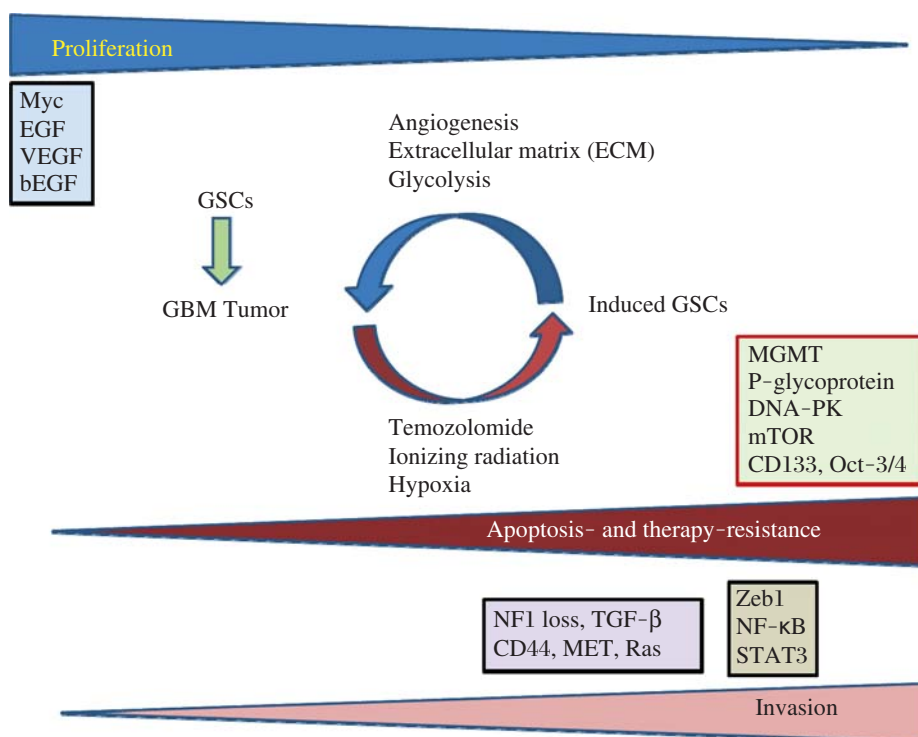 Proliferation
Myc
EGF
VEGF
bEGF
Angiogenesis
Extracellular matrix (ECM)
Glycolysis
GSCs
GBM Tumor
Induced GSCs
MGMT
P-glycoprotein
DNA-PK
mTOR
CD133, Oct-3/4
Temozolomide
Ionizing radiation
Hypoxia
Apoptosis- and therapy-resistance
NF1 loss, TGF-β
CD44, MET, Ras
Zeb1
NF-κB
STAT3
Invasion